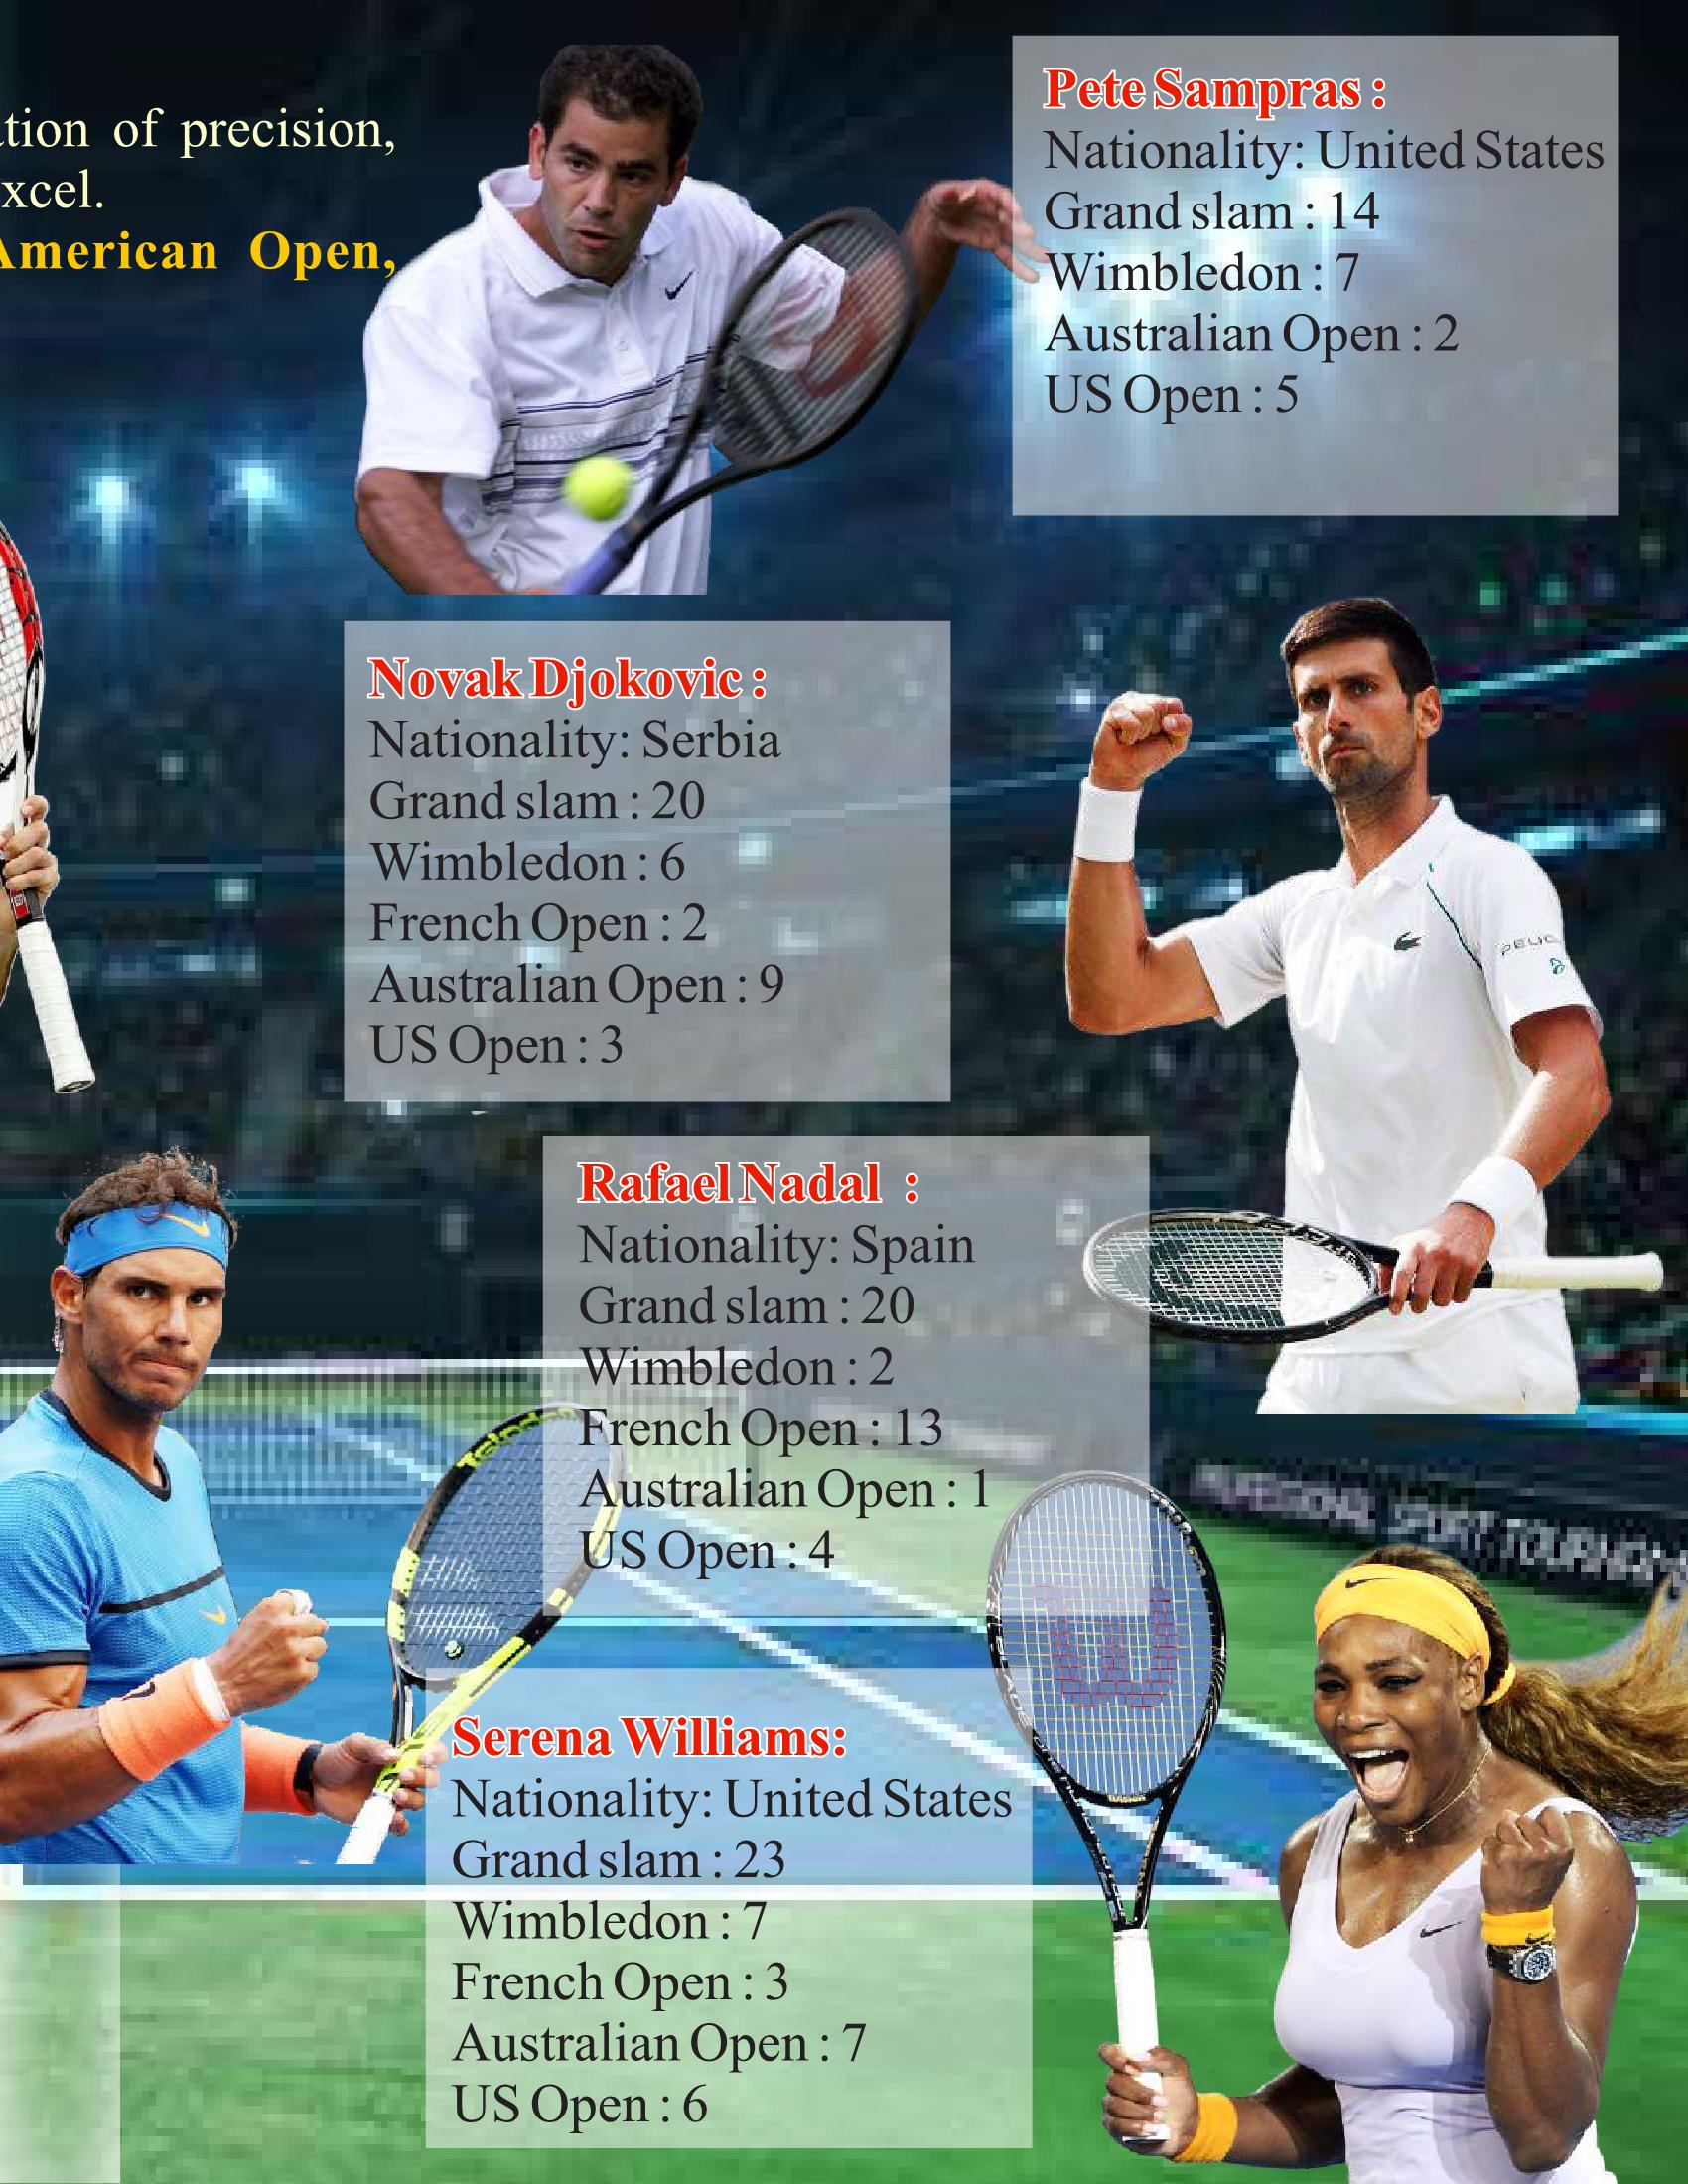 of precision,
American Open,
Pete Sampras :
Nationality: United States
Grand slam : 14
Wimbledon : 7
Australian Open : 2
US Open : 5
Novak Djokovic :
Nationality: Serbia
Grand slam : 20
Wimbledon : 6
French Open : 2
Australian Open : 9
US Open : 3
Rafael Nadal :
Nationality: Spain
Grand slam : 20
Wimbledon : 2
French Open : 13
Australian Open : 1
US Open : 4
Serena Williams:
Nationality: United States
Grand slam : 23
Wimbledon : 7
French Open : 3
Australian Open : 7
US Open : 6